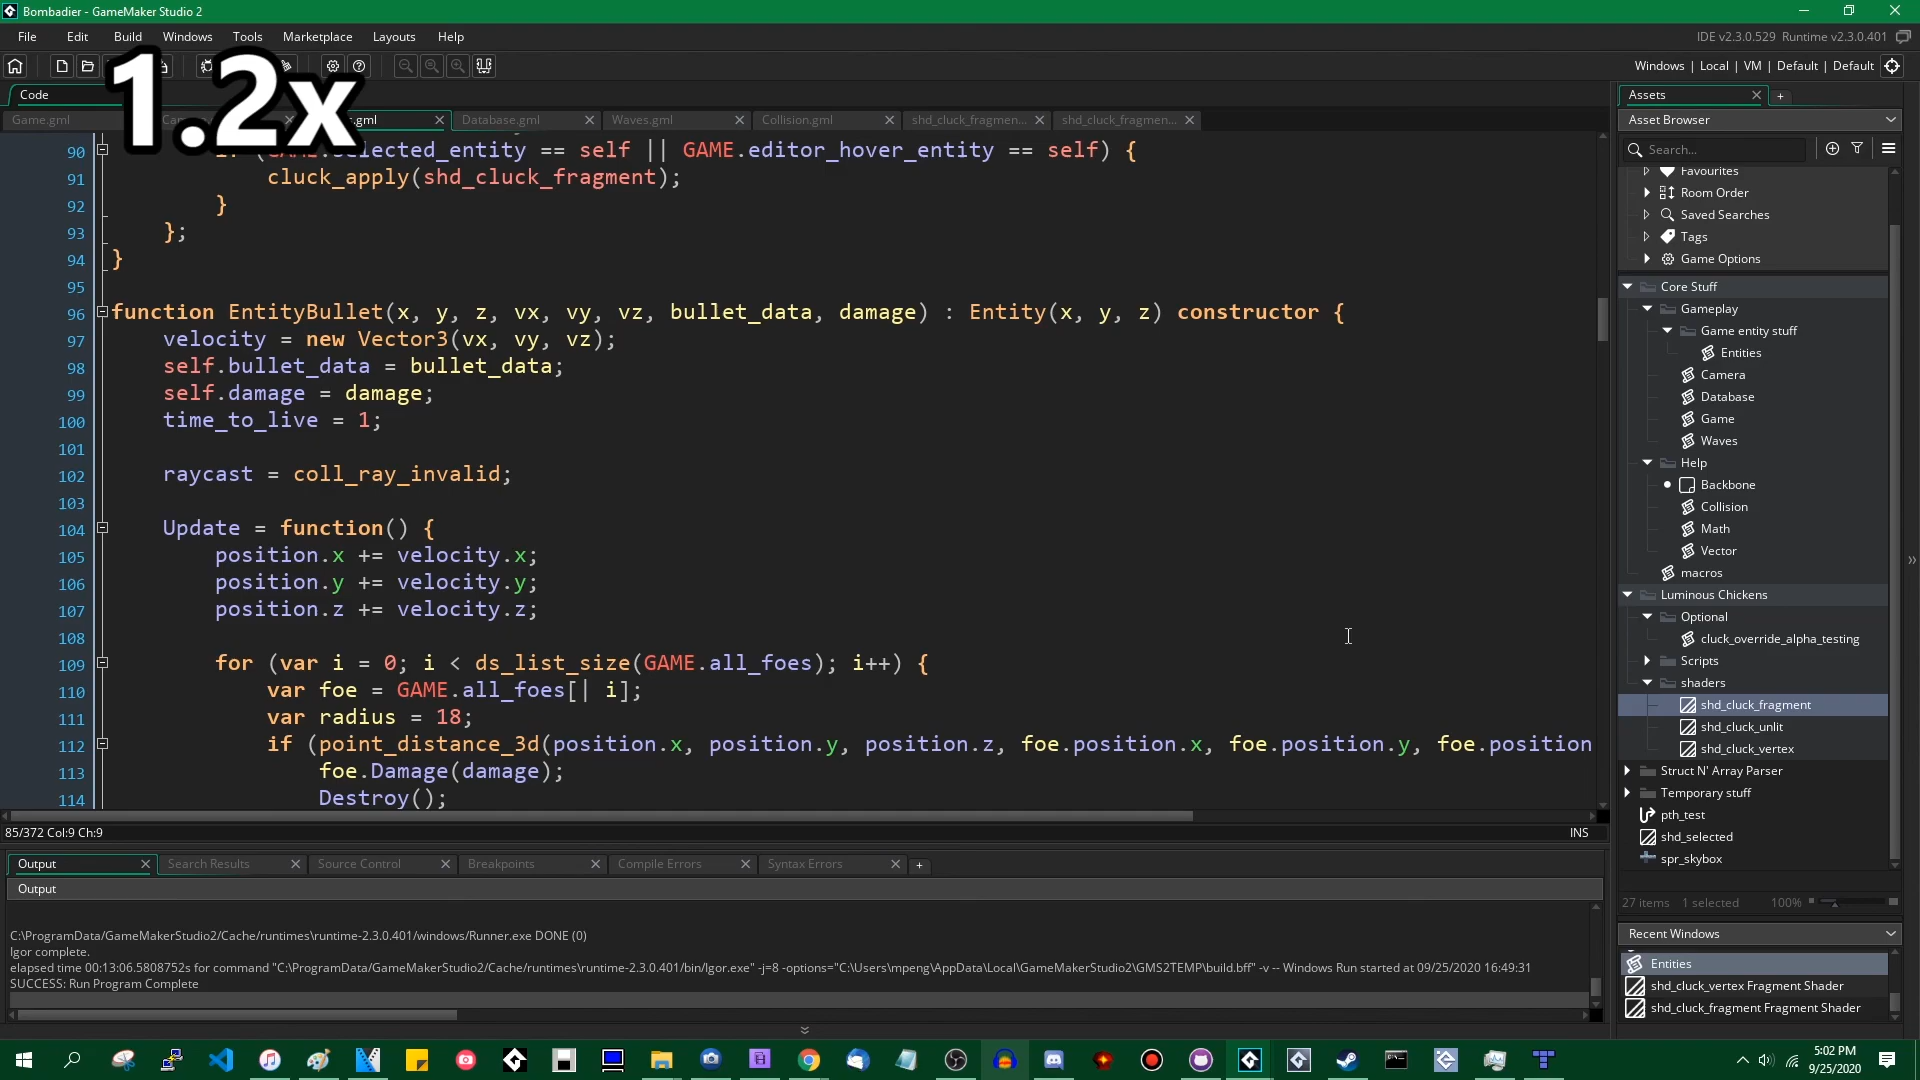 Bombadier - GameMaker Studio 2
File Edit Build Windows Tools Marketplace Layouts Help
IDE v2.3.0.529 Runtime v2.3.0.401
1.2x
Windows | Local | VM | Default | Default
Code
Game.gml .gml Database.gml Waves.gml Collision.gml shd_cluck_fragmen... shd_cluck_fragmen...
90 selected_entity == self || GAME.editor_hover_entity == self) {
91 cluck_apply(shd_cluck_fragment);
92 }
93 };
94 }
95
96 function EntityBullet(x, y, z, vx, vy, vz, bullet_data, damage) : Entity(x, y, z) constructor {
97 velocity = new Vector3(vx, vy, vz);
98 self.bullet_data = bullet_data;
99 self.damage = damage;
100 time_to_live = 1;
101
102 raycast = coll_ray_invalid;
103
104 Update = function() {
105 position.x += velocity.x;
106 position.y += velocity.y;
107 position.z += velocity.z;
108
109 for (var i = 0; i < ds_list_size(GAME.all_foes); i++) {
110 var foe = GAME.all_foes[| i];
111 var radius = 18;
112 if (point_distance_3d(position.x, position.y, position.z, foe.position.x, foe.position.y, foe.position
113 foe.Damage(damage);
114 Destroy();
85/372 Col:9 Ch:9
INS
Output Search Results Source Control Breakpoints Compile Errors Syntax Errors
Output
C:\ProgramData/GameMakerStudio2/Cache/runtimes\runtime-2.3.0.401/windows/Runner.exe DONE (0)
Igor complete.
elapsed time 00:13:06.5808752s for command "C:\ProgramData/GameMakerStudio2/Cache/runtimes\runtime-2.3.0.401/bin/Igor.exe" -j=8 -options="C:\Users\mpeng\AppData\Local\GameMakerStudio2\GMS2TEMP\build.bff" -v -- Windows Run started at 09/25/2020 16:49:31
SUCCESS: Run Program Complete
Assets
Asset Browser
Search...
Favourites
Room Order
Saved Searches
Tags
Game Options
Core Stuff
Gameplay
Game entity stuff
Entities
Camera
Database
Game
Waves
Help
Backbone
Collision
Math
Vector
macros
Luminous Chickens
Optional
cluck_override_alpha_testing
Scripts
shaders
shd_cluck_fragment
shd_cluck_unlit
shd_cluck_vertex
Struct N' Array Parser
Temporary stuff
pth_test
shd_selected
spr_skybox
27 items 1 selected 100%
Recent Windows
Entities
shd_cluck_vertex Fragment Shader
shd_cluck_fragment Fragment Shader
5:02 PM
9/25/2020